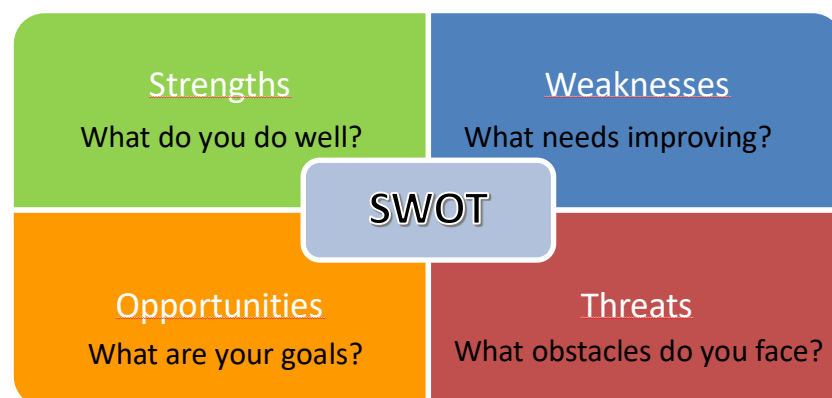 Strengths
What do you do well?
Weaknesses
What needs improving?
SWOT
Opportunities
What are your goals?
Threats
What obstacles do you face?